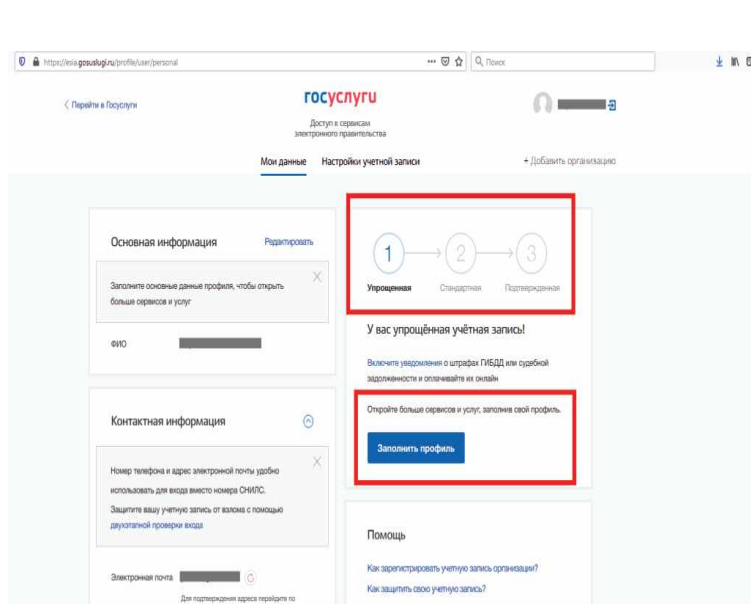 https://esia.gosuslugi.ru/profile/user/personal
Поиск
Перейти в Госуслуги
госуслуги
Доступ к сервисам
электронного правительства
Мои данные
Настройки учетной записи
+ Добавить организацию
Основная информация
Редактировать
Заполните основные данные профиля, чтобы открыть
больше сервисов и услуг
ФИО
Контактная информация
Номер телефона и адрес электронной почты удобно
использовать для входа вместо номера СНИЛС.
Защитите вашу учетную запись от взлома с помощью
двухэтапной проверки входа
Электронная почта
Для подтверждения адреса перейдите по
1
2
3
Упрощенная
Стандартная
Подтвержденная
У вас упрощённая учётная запись!
Включите уведомления о штрафах ГИБДД или судебной
задолженности и оплачивайте их онлайн
Откройте больше сервисов и услуг, заполнив свой профиль.
Заполнить профиль
Помощь
Как зарегистрировать учетную запись организации?
Как защитить свою учетную запись?